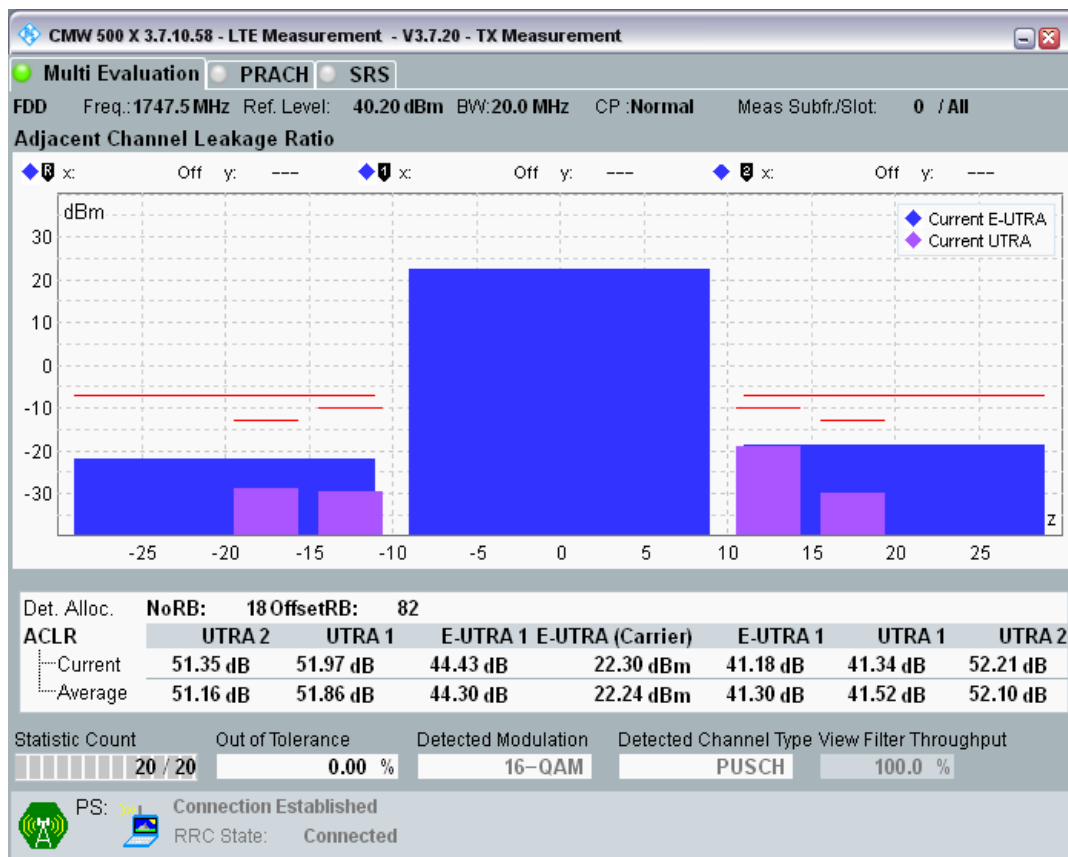 CMW 500 X 3.7.10.58 - LTE Measurement - V3.7.20 - TX Measurement
Multi Evaluation PRACH SRS
FDD Freq.:1747.5 MHz Ref. Level: 40.20 dBm BW:20.0 MHz CP :Normal Meas Subfr./Slot: 0 / All
Adjacent Channel Leakage Ratio
R x: Off y: --- 1 x: Off y: --- 2 x: Off y: ---
dBm
Current E-UTRA
Current UTRA
30
20
10
0
-10
-20
-30
z
-25 -20 -15 -10 -5 0 5 10 15 20 25
Det. Alloc. NoRB: 18 OffsetRB: 82
ACLR UTRA 2 UTRA 1 E-UTRA 1 E-UTRA (Carrier) E-UTRA 1 UTRA 1 UTRA 2
Current 51.35 dB 51.97 dB 44.43 dB 22.30 dBm 41.18 dB 41.34 dB 52.21 dB
Average 51.16 dB 51.86 dB 44.30 dB 22.24 dBm 41.30 dB 41.52 dB 52.10 dB
Statistic Count Out of Tolerance Detected Modulation Detected Channel Type View Filter Throughput
20 / 20 0.00 % 16-QAM PUSCH 100.0 %
PS: Connection Established
RRC State: Connected